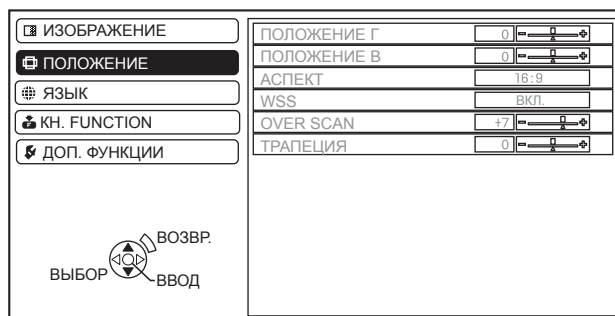 ИЗОБРАЖЕНИЕ
ПОЛОЖЕНИЕ
ЯЗЫК
КН. FUNCTION
ДОП. ФУНКЦИИ
ВОЗВР.
ВЫБОР
ВВОД
ПОЛОЖЕНИЕ Г 0
ПОЛОЖЕНИЕ В 0
АСПЕКТ 16:9
WSS ВКЛ.
OVER SCAN +7
ТРАПЕЦИЯ 0